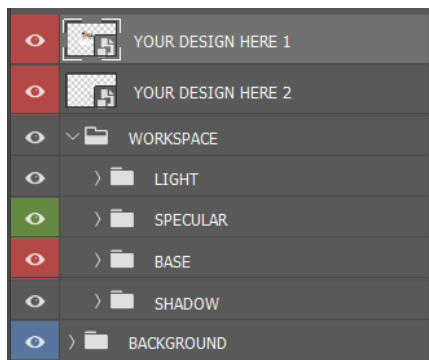 YOUR DESIGN HERE 1
YOUR DESIGN HERE 2
WORKSPACE
LIGHT
SPECULAR
BASE
SHADOW
BACKGROUND